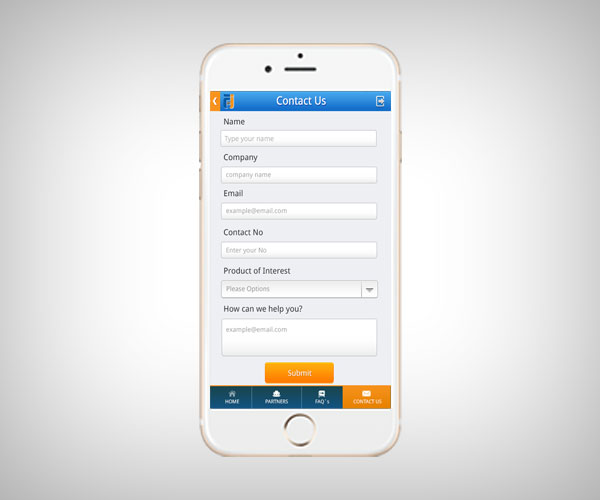 Contact Us
Name
Type your name
Company
company name
Email
example@email.com
Contact No
Enter your No
Product of Interest
Please Options
How can we help you?
example@email.com
Submit
HOME PARTNERS FAQ`s CONTACT US